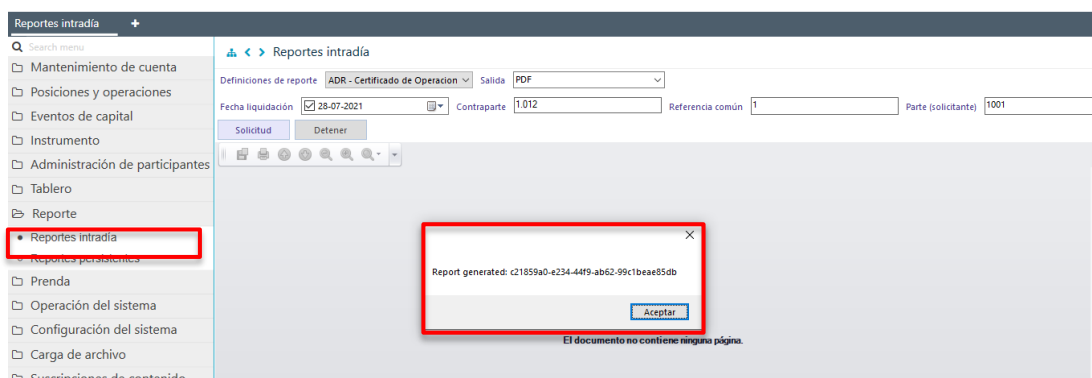 Reportes intradía +
Search menu
Mantenimiento de cuenta
Posiciones y operaciones
Eventos de capital
Instrumento
Administración de participantes
Tablero
Reporte
Reportes intradía
Reportes persistentes
Prenda
Operación del sistema
Configuración del sistema
Carga de archivo
Suscripciones de contenido
Reportes intradía
Definiciones de reporte ADR - Certificado de Operacion Salida PDF
Fecha liquidación 28-07-2021 Contraparte 1.012 Referencia común 1 Parte (solicitante) 1001
Solicitud Detener
Report generated: c21859a0-e234-44f9-ab62-99c1beae85db
Aceptar
El documento no contiene ninguna página.